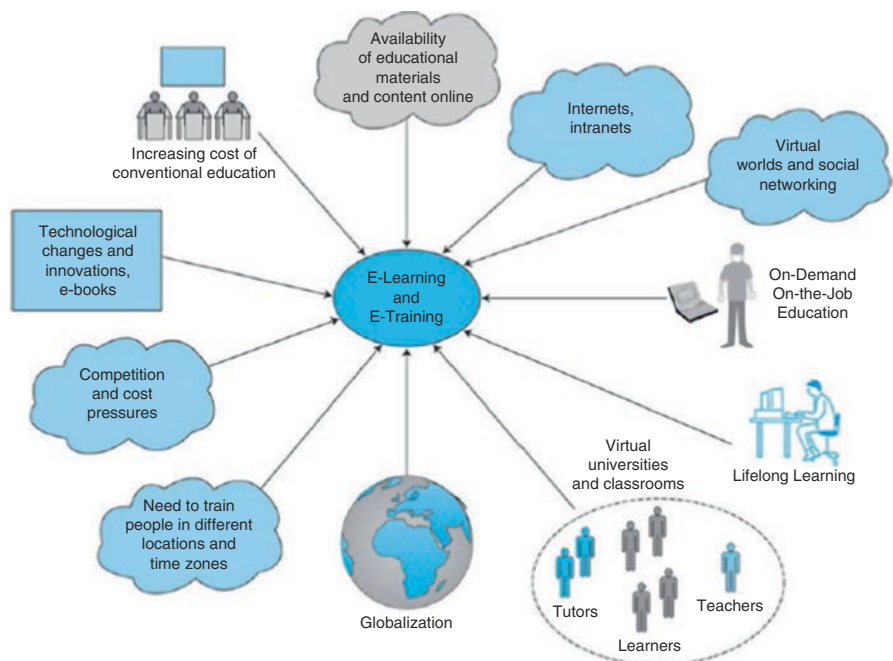 Availability
of educational
materials
and content online
Internets,
intranets
Virtual
worlds and social
networking
Increasing cost of
conventional education
Technological
changes and
innovations,
e-books
E-Learning
and
E-Training
On-Demand
On-the-Job
Education
Competition
and cost
pressures
Lifelong Learning
Need to train
people in different
locations and
time zones
Globalization
Virtual
universities
and classrooms
Tutors
Learners
Teachers